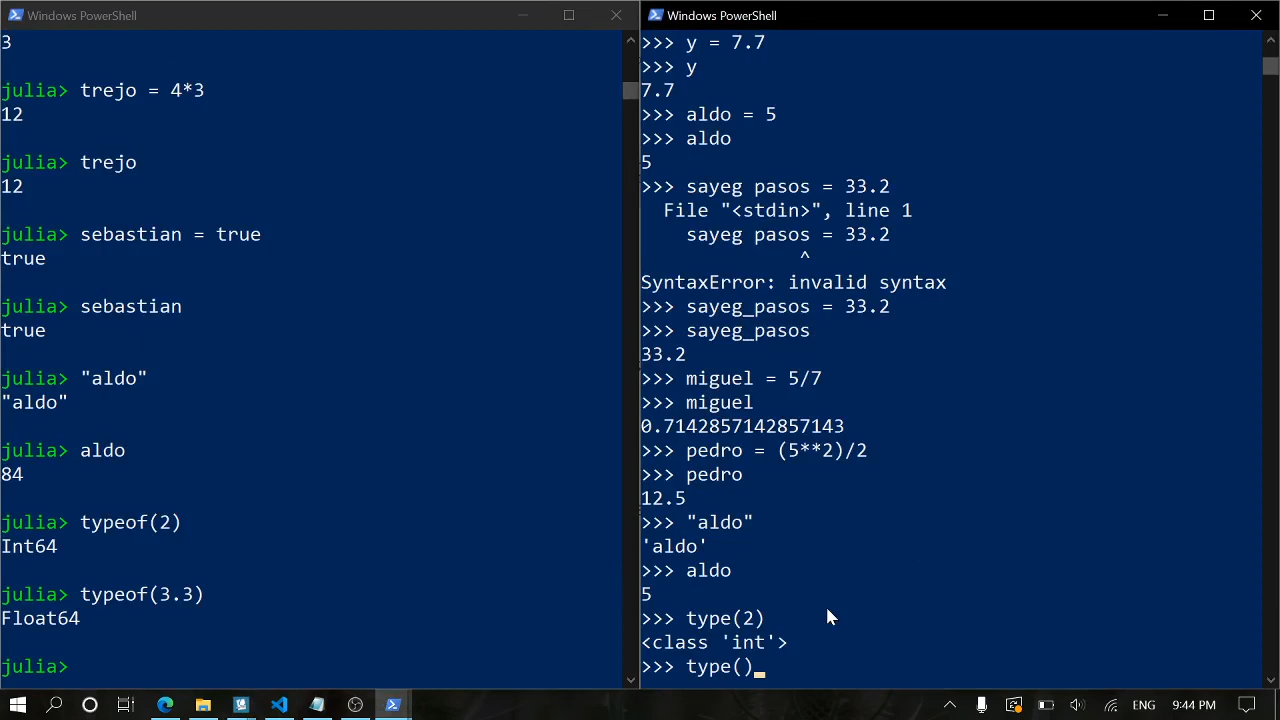 Windows PowerShell
3
julia> trejo = 4*3
12
julia> trejo
12
julia> sebastian = true
true
julia> sebastian
true
julia> "aldo"
"aldo"
julia> aldo
84
julia> typeof(2)
Int64
julia> typeof(3.3)
Float64
julia>
Windows PowerShell
>>> y = 7.7
>>> y
7.7
>>> aldo = 5
>>> aldo
5
>>> sayeg pasos = 33.2
  File "<stdin>", line 1
    sayeg pasos = 33.2
              ^
SyntaxError: invalid syntax
>>> sayeg_pasos = 33.2
>>> sayeg_pasos
33.2
>>> miguel = 5/7
>>> miguel
0.7142857142857143
>>> pedro = (5**2)/2
>>> pedro
12.5
>>> "aldo"
'aldo'
>>> aldo
5
>>> type(2)
<class 'int'>
>>> type()
ENG
9:44 PM